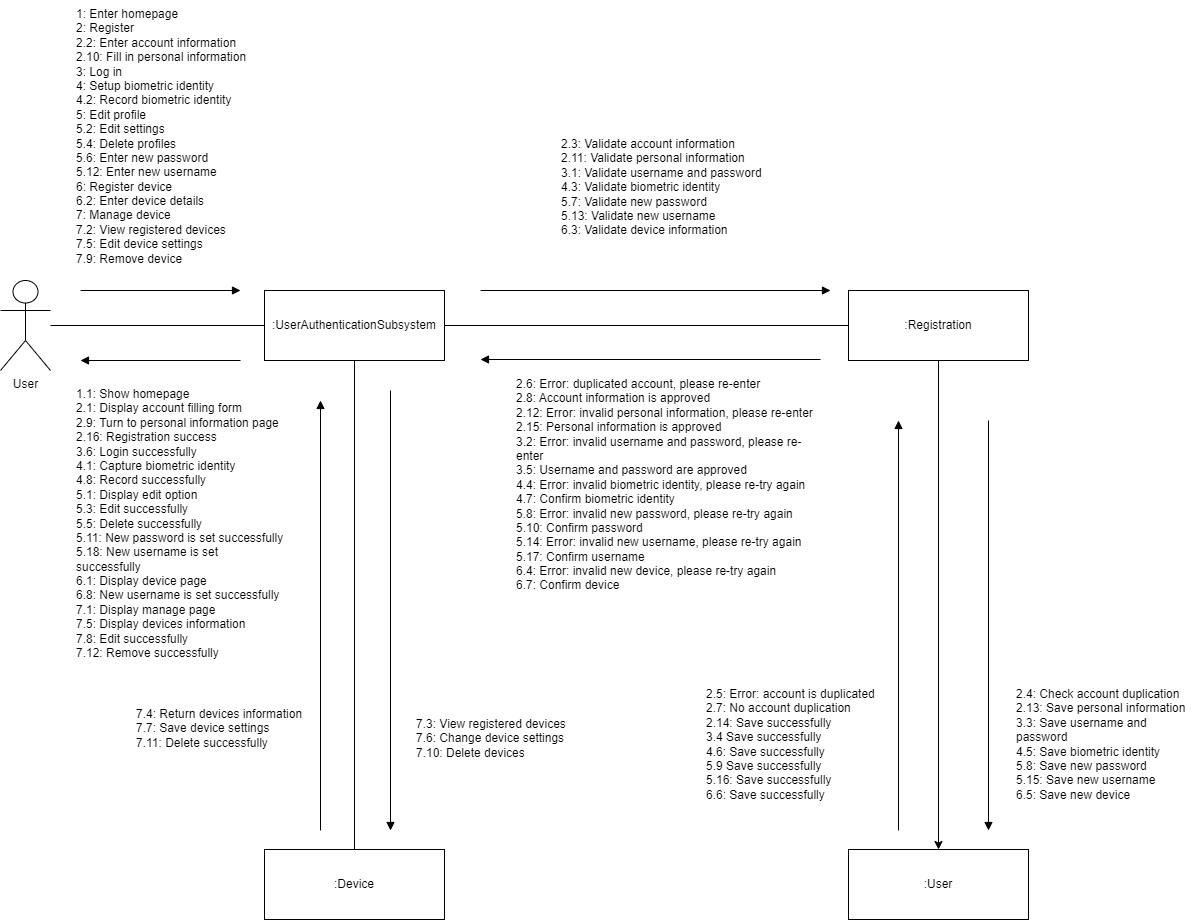 1: Enter homepage
2: Register
2.2: Enter account information
2.10: Fill in personal information
3: Log in
4: Setup biometric identity
4.2: Record biometric identity
5: Edit profile
5.2: Edit settings
5.4: Delete profiles
5.6: Enter new password
5.12: Enter new username
6: Register device
6.2: Enter device details
7: Manage device
7.2: View registered devices
7.5: Edit device settings
7.9: Remove device
2.3: Validate account information
2.11: Validate personal information
3.1: Validate username and password
4.3: Validate biometric identity
5.7: Validate new password
5.13: Validate new username
6.3: Validate device information
User
:UserAuthenticationSubsystem
:Registration
1.1: Show homepage
2.1: Display account filling form
2.9: Turn to personal information page
2.16: Registration success
3.6: Login successfully
4.1: Capture biometric identity
4.8: Record successfully
5.1: Display edit option
5.3: Edit successfully
5.5: Delete successfully
5.11: New password is set successfully
5.18: New username is set
successfully
6.1: Display device page
6.8: New username is set successfully
7.1: Display manage page
7.5: Display devices information
7.8: Edit successfully
7.12: Remove successfully
2.6: Error: duplicated account, please re-enter
2.8: Account information is approved
2.12: Error: invalid personal information, please re-enter
2.15: Personal information is approved
3.2: Error: invalid username and password, please re-
enter
3.5: Username and password are approved
4.4: Error: invalid biometric identity, please re-try again
4.7: Confirm biometric identity
5.8: Error: invalid new password, please re-try again
5.10: Confirm password
5.14: Error: invalid new username, please re-try again
5.17: Confirm username
6.4: Error: invalid new device, please re-try again
6.7: Confirm device
7.4: Return devices information
7.7: Save device settings
7.11: Delete successfully
7.3: View registered devices
7.6: Change device settings
7.10: Delete devices
2.5: Error: account is duplicated
2.7: No account duplication
2.14: Save successfully
3.4 Save successfully
4.6: Save successfully
5.9 Save successfully
5.16: Save successfully
6.6: Save successfully
2.4: Check account duplication
2.13: Save personal information
3.3: Save username and
password
4.5: Save biometric identity
5.8: Save new password
5.15: Save new username
6.5: Save new device
:Device
:User